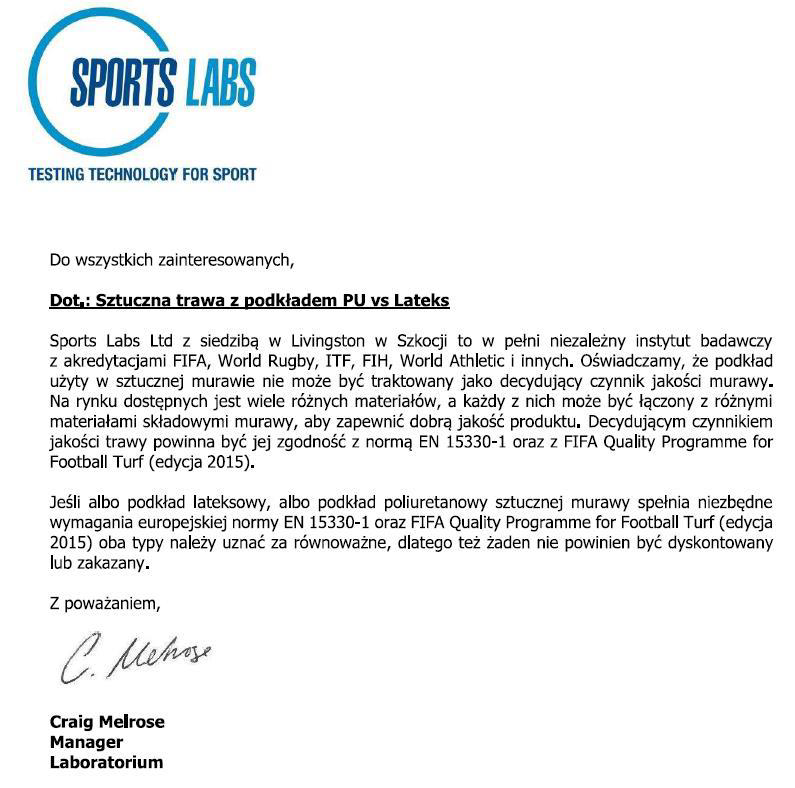 SPORTS LABS
TESTING TECHNOLOGY FOR SPORT
Do wszystkich zainteresowanych,
Dot.: Sztuczna trawa z podkładem PU vs Lateks
Sports Labs Ltd z siedzibą w Livingston w Szkocji to w pełni niezależny instytut badawczy
z akredytacjami FIFA, World Rugby, ITF, FIH, World Athletic i innych. Oświadczamy, że podkład
użyty w sztucznej murawie nie może być traktowany jako decydujący czynnik jakości murawy.
Na rynku dostępnych jest wiele różnych materiałów, a każdy z nich może być łączony z różnymi
materiałami składowymi murawy, aby zapewnić dobrą jakość produktu. Decydującym czynnikiem
jakości trawy powinna być jej zgodność z normą EN 15330-1 oraz z FIFA Quality Programme for
Football Turf (edycja 2015).
Jeśli albo podkład lateksowy, albo podkład poliuretanowy sztucznej murawy spełnia niezbędne
wymagania europejskiej normy EN 15330-1 oraz FIFA Quality Programme for Football Turf (edycja
2015) oba typy należy uznać za równoważne, dlatego też żaden nie powinien być dyskontowany
lub zakazany.
Z poważaniem,
C. Melrose
Craig Melrose
Manager
Laboratorium